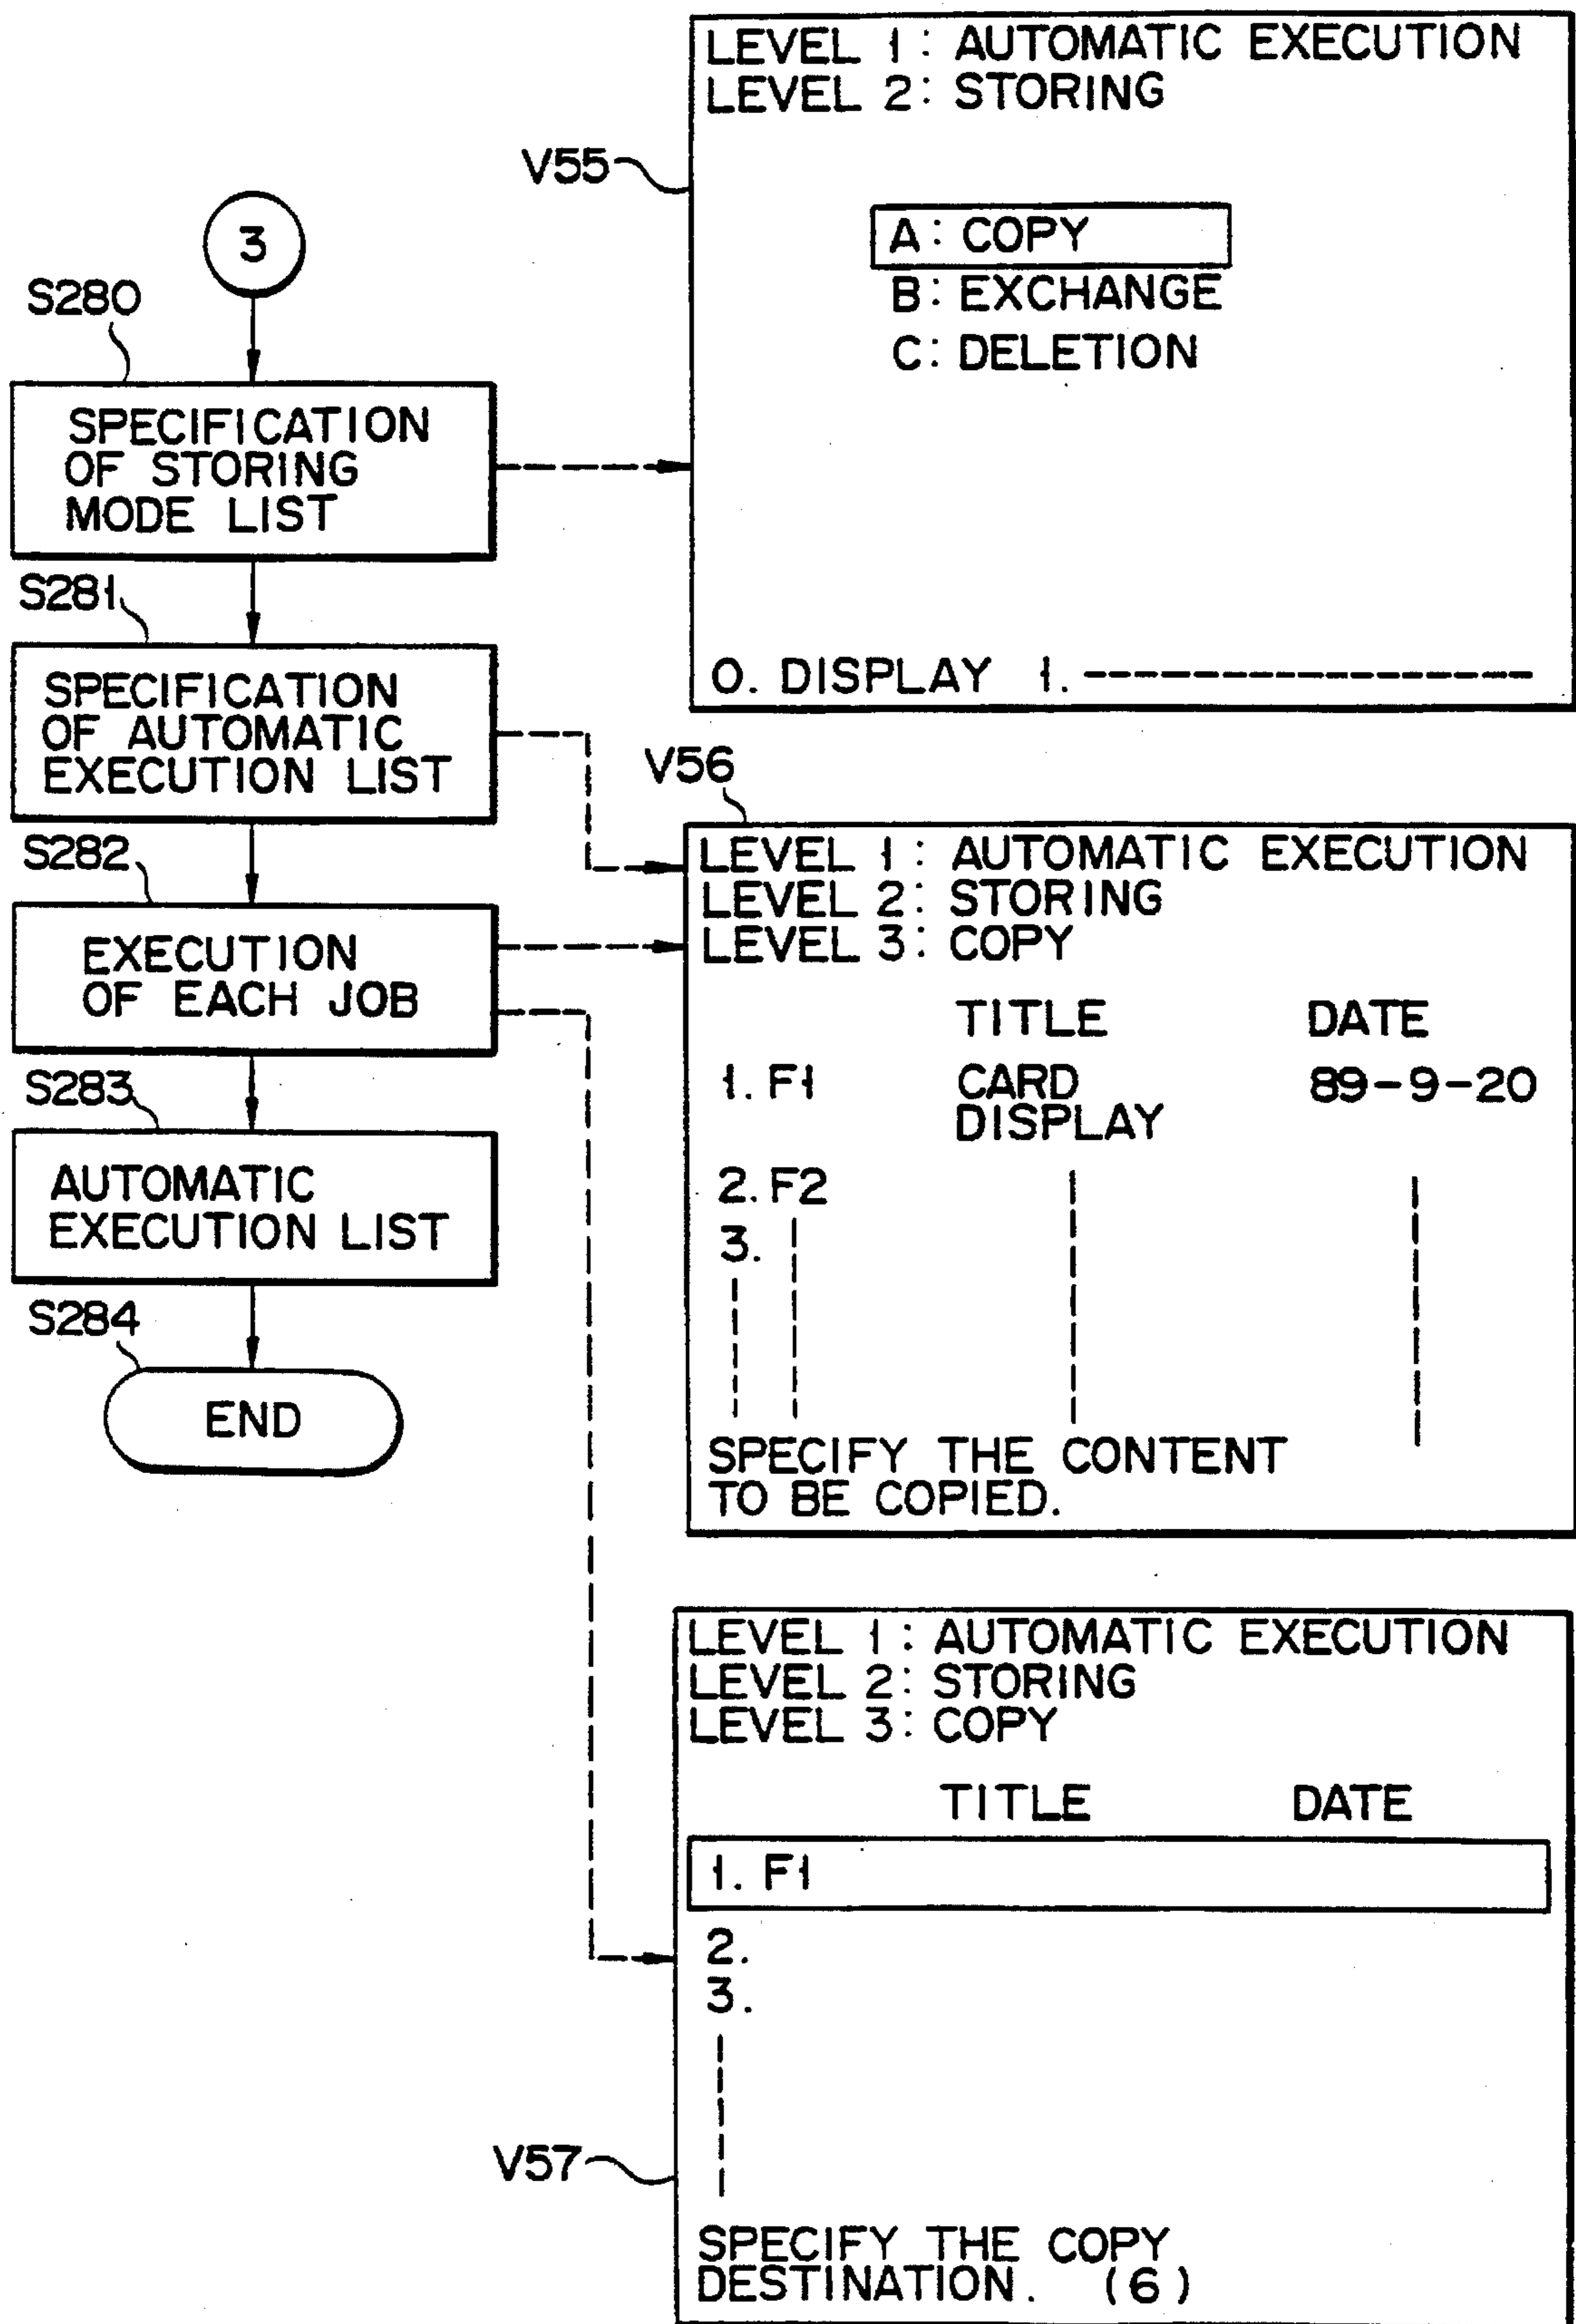 3
S280
SPECIFICATION
OF STORING
MODE LIST
S281
SPECIFICATION
OF AUTOMATIC
EXECUTION LIST
S282
EXECUTION
OF EACH JOB
S283
AUTOMATIC
EXECUTION LIST
S284
END
V55
LEVEL 1: AUTOMATIC EXECUTION
LEVEL 2: STORING
A: COPY
B: EXCHANGE
C: DELETION
0. DISPLAY 1.
V56
LEVEL 1: AUTOMATIC EXECUTION
LEVEL 2: STORING
LEVEL 3: COPY
TITLE DATE
1. F1 CARD 89-9-20
DISPLAY
2. F2
3.
SPECIFY THE CONTENT
TO BE COPIED.
V57
LEVEL 1: AUTOMATIC EXECUTION
LEVEL 2: STORING
LEVEL 3: COPY
TITLE DATE
1. F1
2.
3.
SPECIFY THE COPY
DESTINATION. (6)